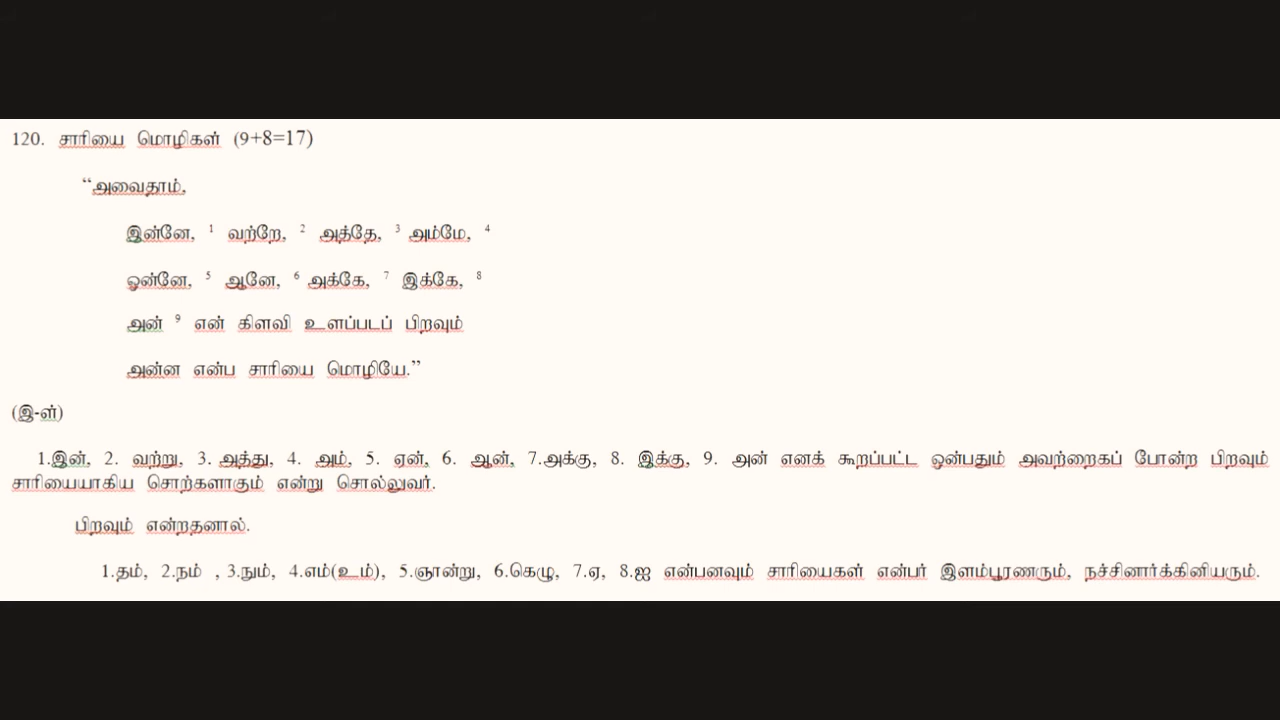 120. சாரியை மொழிகள் (9+8=17)
“அவைதாம்,
இன்னே, 1 வற்றே, 2 அத்தே, 3 அம்மே, 4
ஓன்னே, 5 ஆனே, 6 அக்கே, 7 இக்கே, 8
அன் 9 என் கிளவி உளப்படப் பிறவும்
அன்ன என்ப சாரியை மொழியே.”
(இ-ள்)
1.இன், 2. வற்று, 3. அத்து, 4. அம், 5. ஏன், 6. ஆன், 7.அக்கு, 8. இக்கு, 9. அன் எனக் கூறப்பட்ட ஒன்பதும் அவற்றைகப் போன்ற பிறவும்
சாரியையாகிய சொற்களாகும் என்று சொல்லுவர்.
பிறவும் என்றதனால்.
1.தம், 2.நம் , 3.நும், 4.எம்(உம்), 5.ஞான்று, 6.கெழு, 7.ஏ, 8.ஐ என்பனவும் சாரியைகள் என்பர் இளம்பூரணரும், நச்சினார்க்கினியரும்.